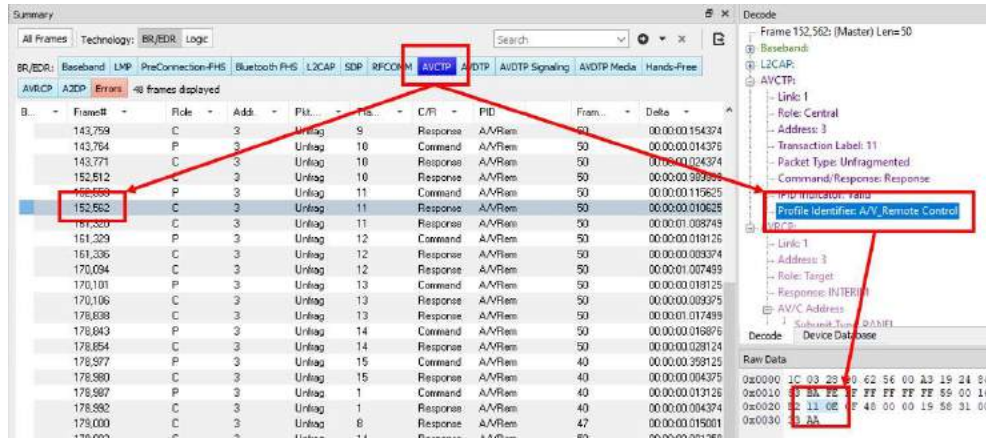 Summary
All Frames Technology: BR/EDR Logic Search
BR/EDR: Baseband LMP PreConnection-FHS Bluetooth FHS L2CAP SDP RFCOMM AVCTP AVDTP AVDTP Signaling AVDTP Media Hands-Free
AVRCP A2DP Errors 48 frames displayed
B... Frame# Role Addr. Pkt... Tra... C/R PID Fram... Delta
143,759 C 3 Unfrag 9 Response A/VRem 50 00:00:00.154374
143,764 P 3 Unfrag 10 Command A/VRem 50 00:00:00.014376
143,771 C 3 Unfrag 10 Response A/VRem 50 00:00:00.024374
152,512 C 3 Unfrag 10 Response A/VRem 50
P 3 Unfrag 11 Command A/VRem 50 00:00:00.115625
152,562 C 3 Unfrag 11 Response A/VRem 50 00:00:00.010625
161,320 C 3 Unfrag 11 Response A/VRem 50 00:00:01.008749
161,329 P 3 Unfrag 12 Command A/VRem 50 00:00:00.018126
161,336 C 3 Unfrag 12 Response A/VRem 50 00:00:00.009374
170,094 C 3 Unfrag 12 Response A/VRem 50 00:00:01.007499
170,101 P 3 Unfrag 13 Command A/VRem 50 00:00:00.018125
170,106 C 3 Unfrag 13 Response A/VRem 50 00:00:00.009375
178,838 C 3 Unfrag 13 Response A/VRem 50 00:00:01.017499
178,843 P 3 Unfrag 14 Command A/VRem 50 00:00:00.016876
178,854 C 3 Unfrag 14 Response A/VRem 50 00:00:00.028124
178,977 P 3 Unfrag 15 Command A/VRem 40 00:00:00.358125
178,980 C 3 Unfrag 15 Response A/VRem 40 00:00:00.004375
178,987 P 3 Unfrag 1 Command A/VRem 40 00:00:00.013126
178,992 C 3 Unfrag 1 Response A/VRem 40 00:00:00.004374
179,000 C 3 Unfrag 8 Response A/VRem 47 00:00:00.015001
Decode
Frame 152,562: (Master) Len=50
Baseband:
L2CAP:
AVCTP:
Link: 1
Role: Central
Address: 3
Transaction Label: 11
Packet Type: Unfragmented
Command/Response: Response
IPID Indicator: Valid
Profile Identifier: A/V_Remote Control
AVRCP:
Link: 1
Address: 3
Role: Target
Response: INTERIM
AV/C Address
Subunit Type: PANEL
Decode Device Database
Raw Data
0x0000 1C 03 28 62 56 00 A3 19 24
0x0010 BA FE FF FF FF FF FF 59 00
0x0020 11 0E 48 00 00 19 58 31
0x0030 AA